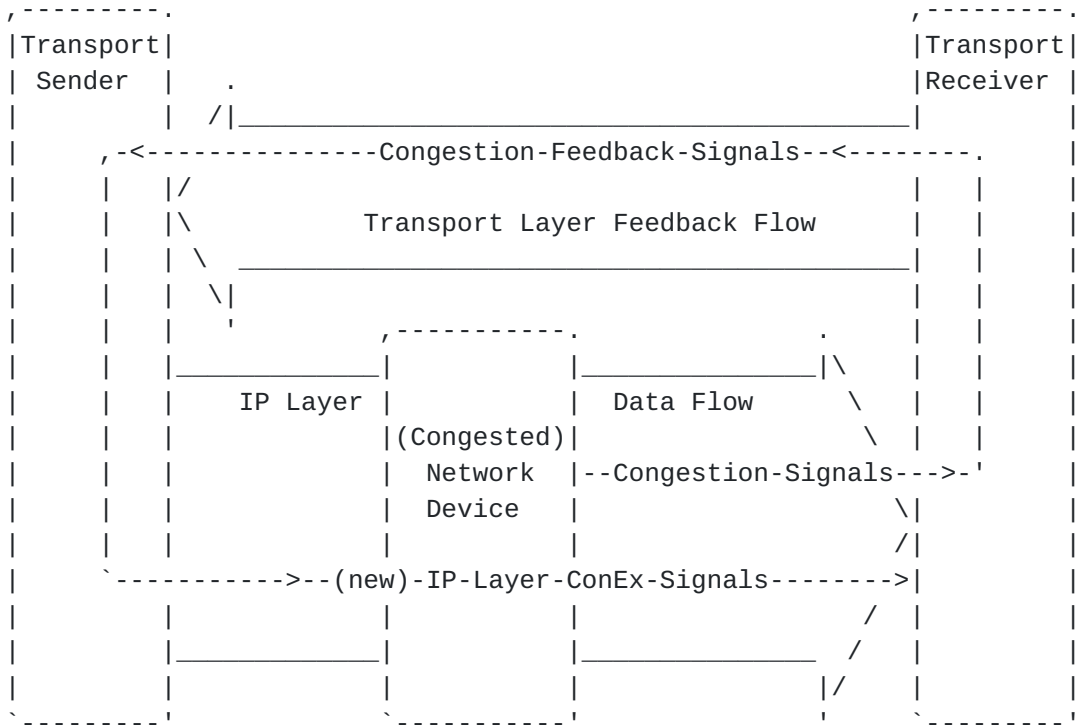 Transport Transport
Sender Receiver
Congestion-Feedback-Signals
Transport Layer Feedback Flow
IP Layer Data Flow
(Congested)
Network Congestion-Signals
Device
(new)-IP-Layer-ConEx-Signals